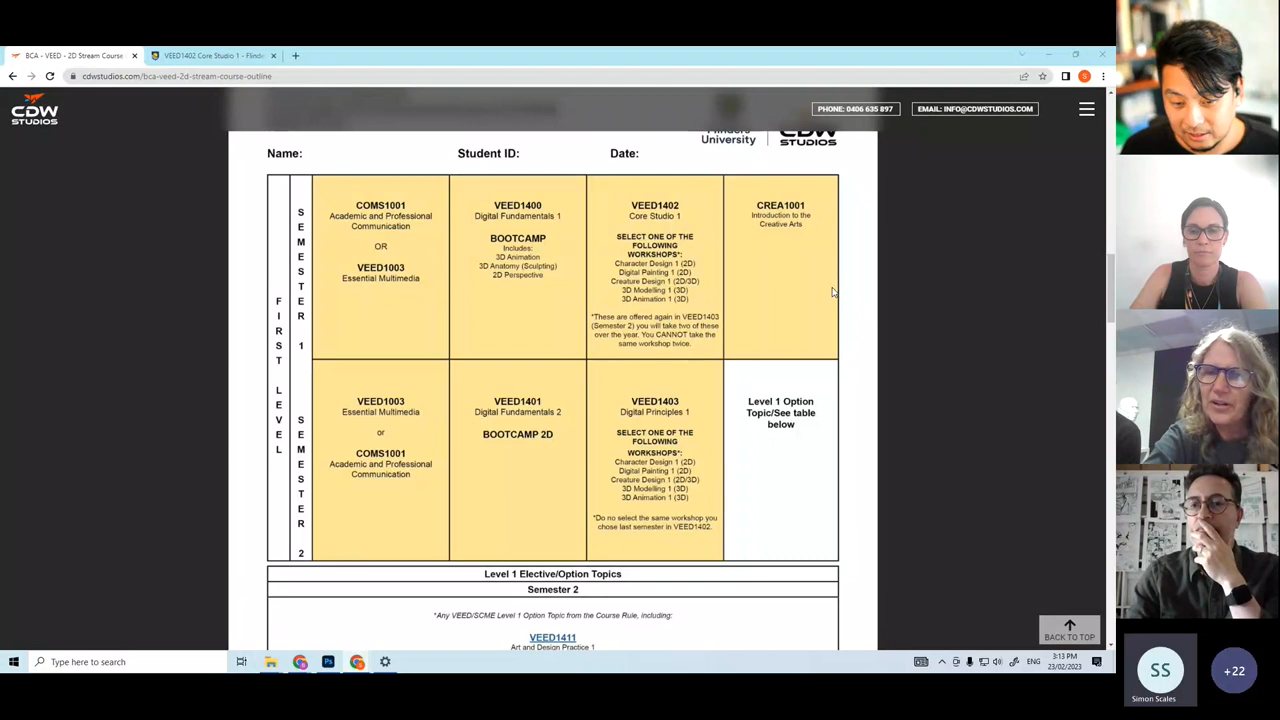 BCA - VEED - 2D Stream Course
VEED1402 Core Studio 1 - Flinde
cdwstudios.com/bca-veed-2d-stream-course-outline
CDW
STUDIOS
PHONE: 0406 635 897
EMAIL: INFO@CDWSTUDIOS.COM
Flinders
University
CDW
STUDIOS
Name:
Student ID:
Date:
FIRST LEVEL
SEMESTER 1
COMS1001
Academic and Professional
Communication
OR
VEED1003
Essential Multimedia
VEED1400
Digital Fundamentals 1
BOOTCAMP
Includes:
3D Animation
3D Anatomy (Sculpting)
2D Perspective
VEED1402
Core Studio 1
SELECT ONE OF THE
FOLLOWING
WORKSHOPS*:
Character Design 1 (2D)
Digital Painting 1 (2D)
Creature Design 1 (2D/3D)
3D Modelling 1 (3D)
3D Animation 1 (3D)
*These are offered again in VEED1403
(Semester 2) you will take two of these
over the year. You CANNOT take the
same workshop twice.
CREA1001
Introduction to the
Creative Arts
SEMESTER 2
VEED1003
Essential Multimedia
or
COMS1001
Academic and Professional
Communication
VEED1401
Digital Fundamentals 2
BOOTCAMP 2D
VEED1403
Digital Principles 1
SELECT ONE OF THE
FOLLOWING
WORKSHOPS*:
Character Design 1 (2D)
Digital Painting 1 (2D)
Creature Design 1 (2D/3D)
3D Modelling 1 (3D)
3D Animation 1 (3D)
*Do no select the same workshop you
chose last semester in VEED1402.
Level 1 Option
Topic/See table
below
Level 1 Elective/Option Topics
Semester 2
*Any VEED/SCME Level 1 Option Topic from the Course Rule, including:
VEED1411
Art and Design Practice 1
BACK TO TOP
Type here to search
ENG
3:13 PM
23/02/2023
S
SS
Simon Scales
+22